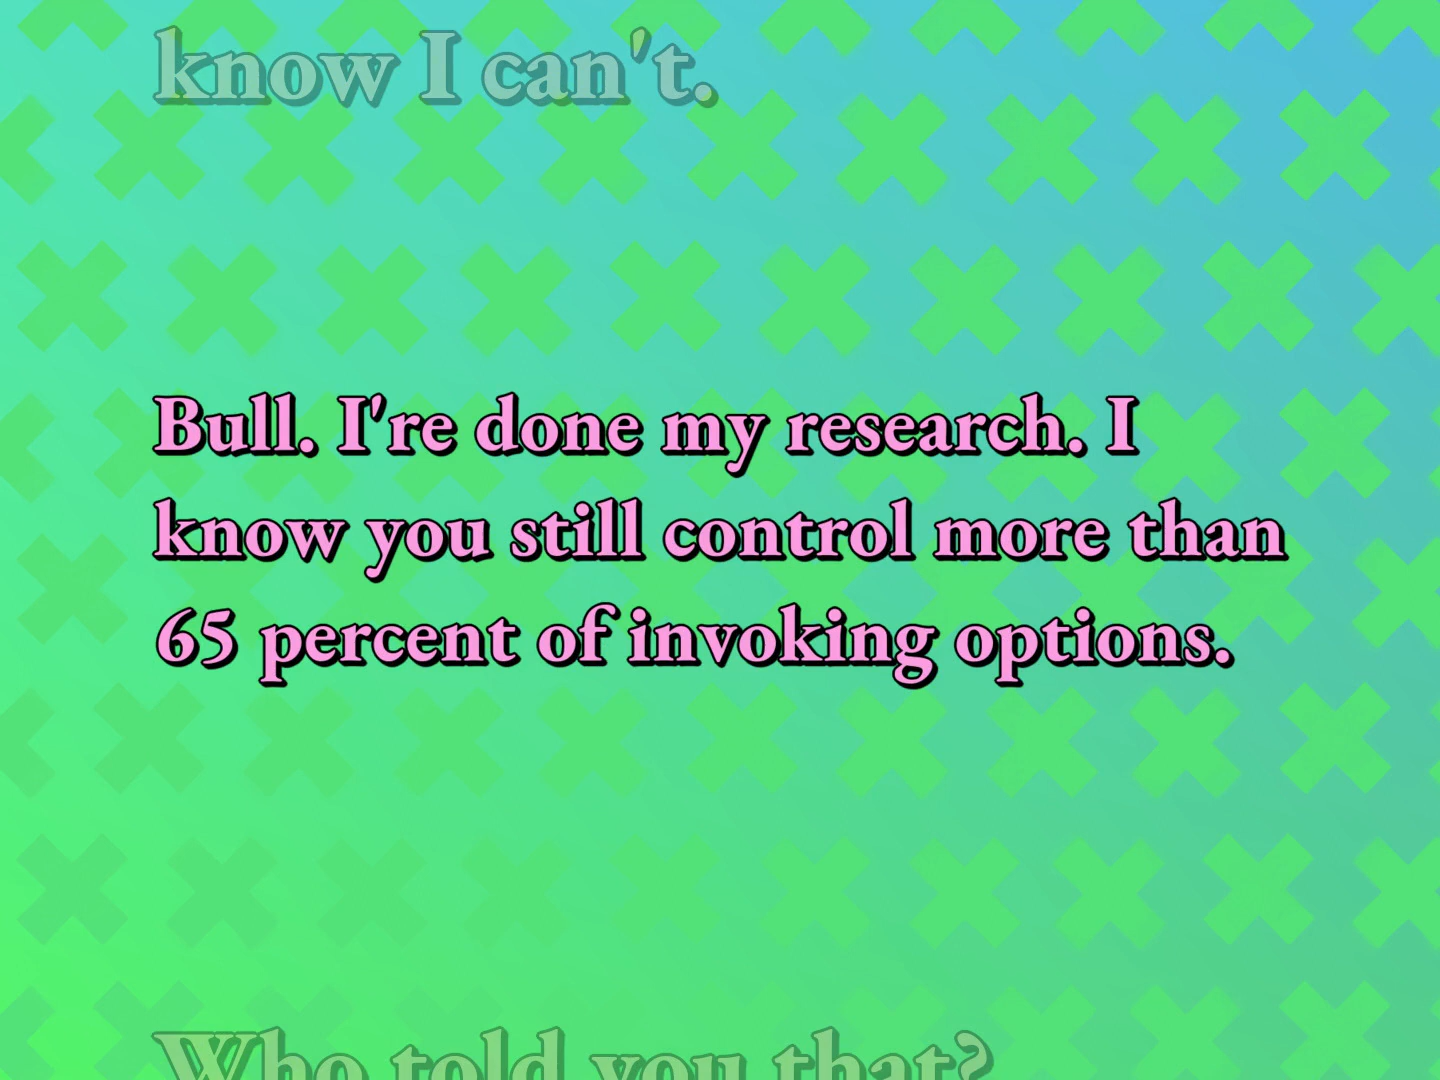 know I can't.
Bull. I're done my research. I
know you still control more than
65 percent of invoking options.
Who told you that?